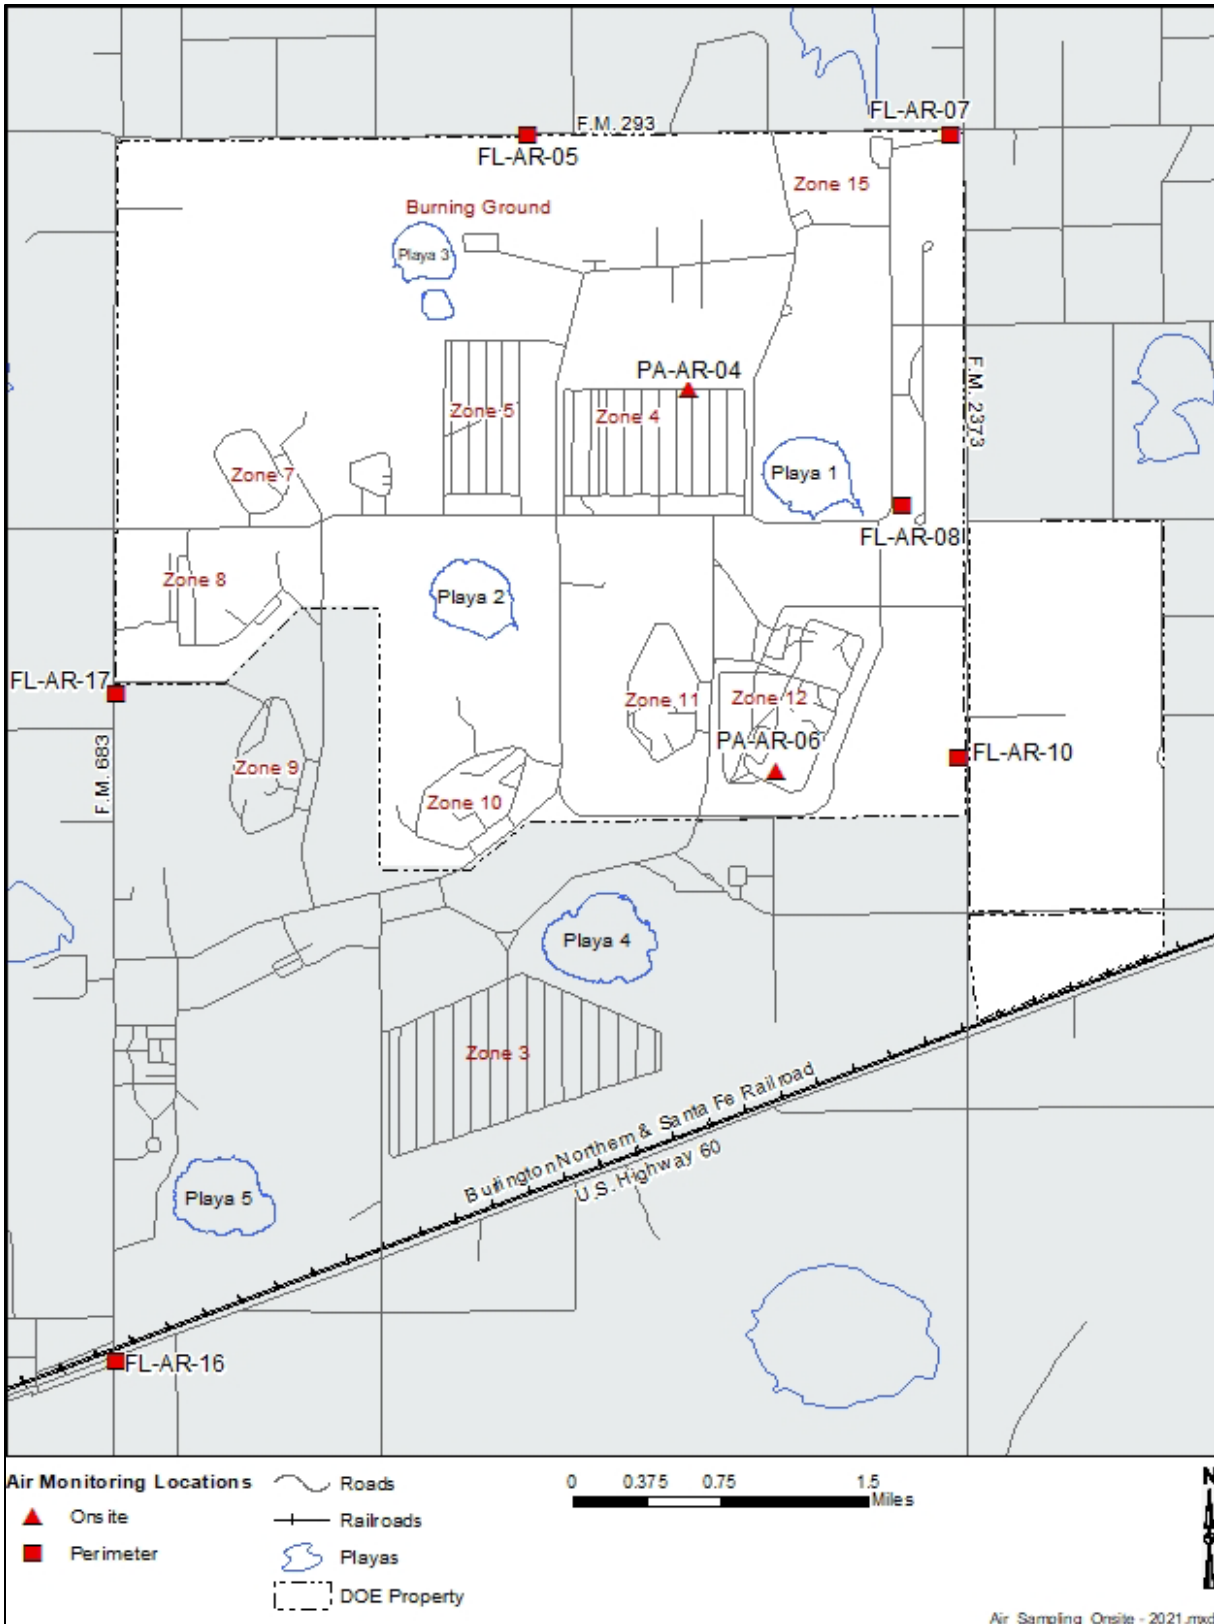 FL-AR-07
F.M. 293
FL-AR-05
Zone 15
Burning Ground
Playa 3
F.M. 2373
PA-AR-04
Zone 5
Zone 4
Zone 7
Playa 1
FL-AR-08
Zone 8
Playa 2
FL-AR-17
Zone 11
Zone 12
PA-AR-06
FL-AR-10
F.M. 683
Zone 9
Zone 10
Playa 4
Zone 3
Burlington Northern & Santa Fe Railroad
U.S. Highway 60
Playa 5
FL-AR-16
Air Monitoring Locations
Onsite
Perimeter
Roads
Railroads
Playas
DOE Property
0 0.375 0.75 1.5
Miles
N
Air_Sampling_Onsite - 2021.mxd